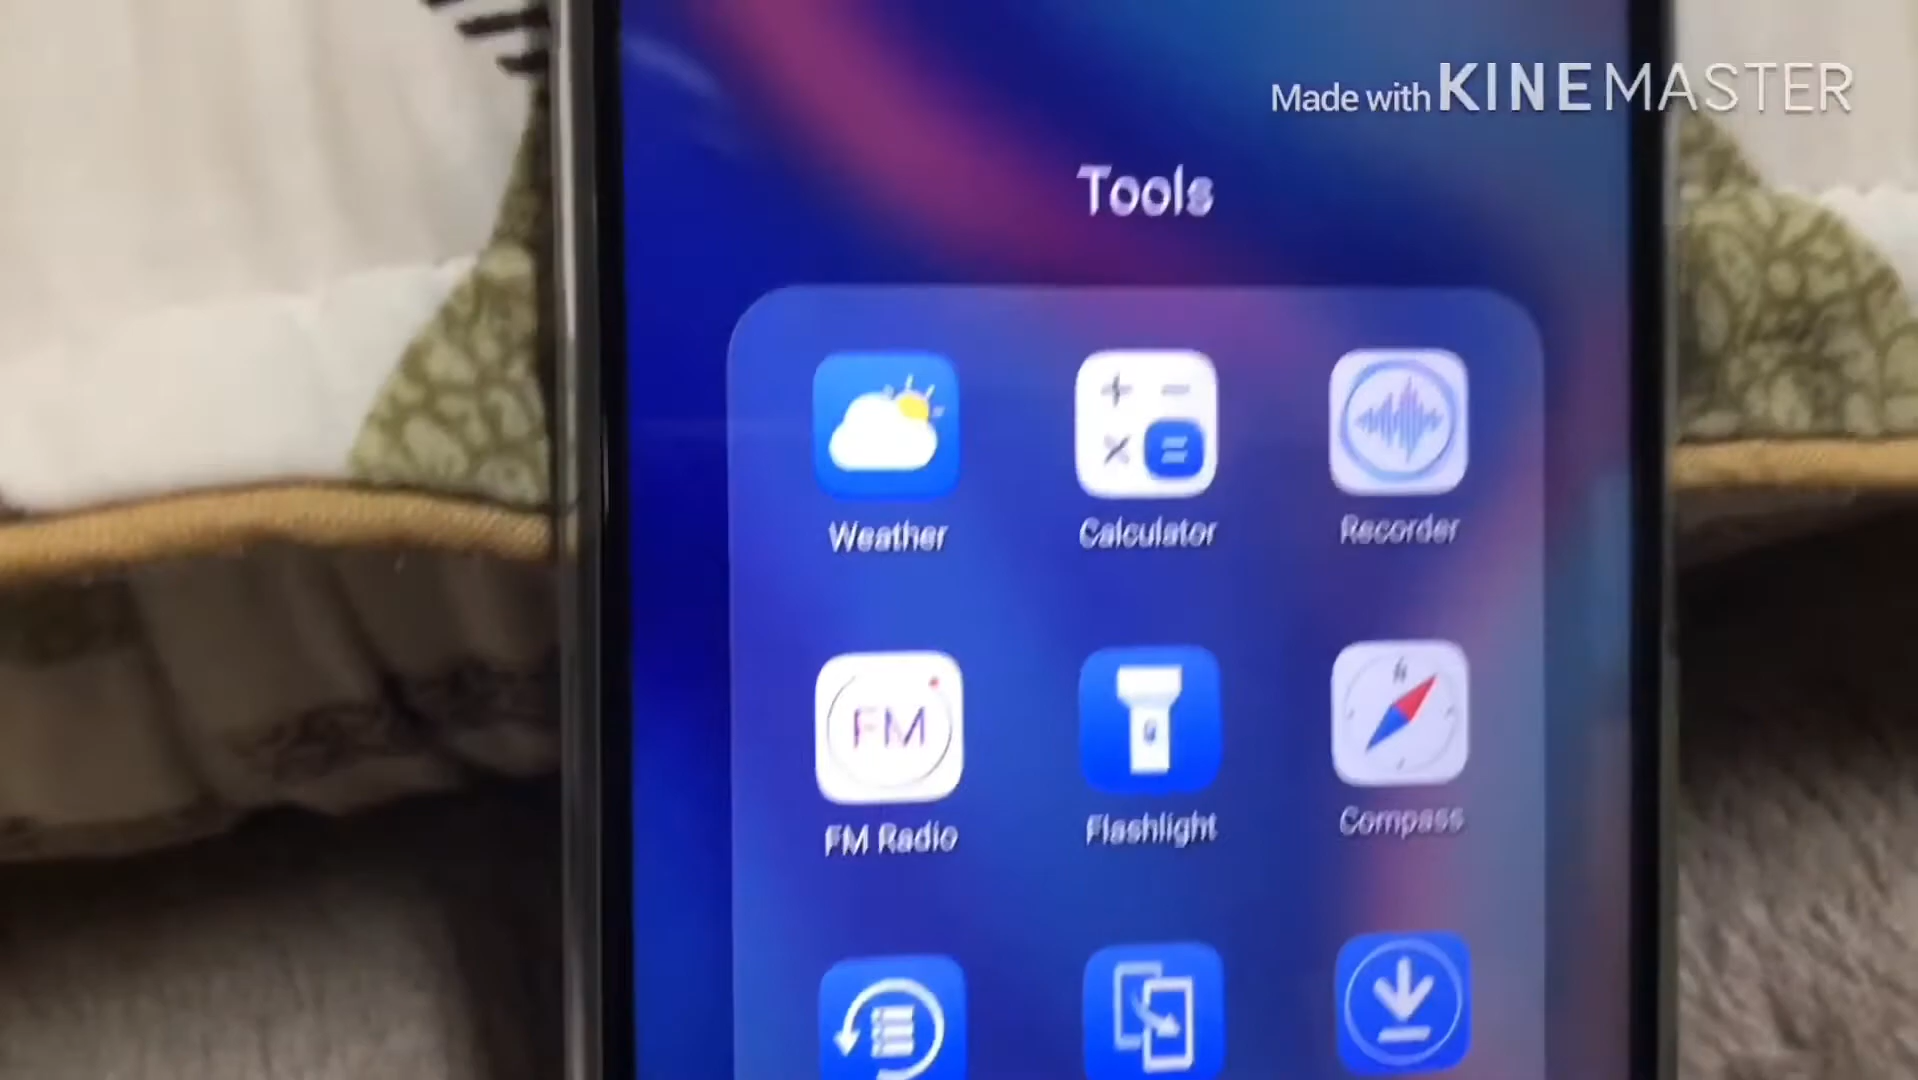 Made with KINEMASTER
Tools
Weather Calculator Recorder
FM
FM Radio Flashlight Compass